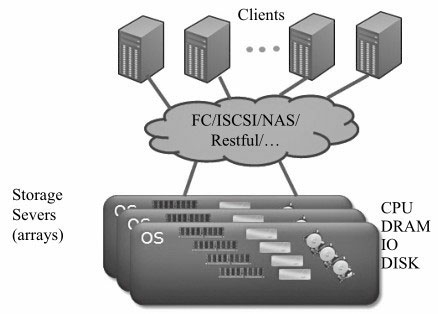 Clients
FC/ISCSI/NAS/
Restful/…
Storage
Severs
(arrays)
OS
OS
OS
CPU
DRAM
IO
DISK